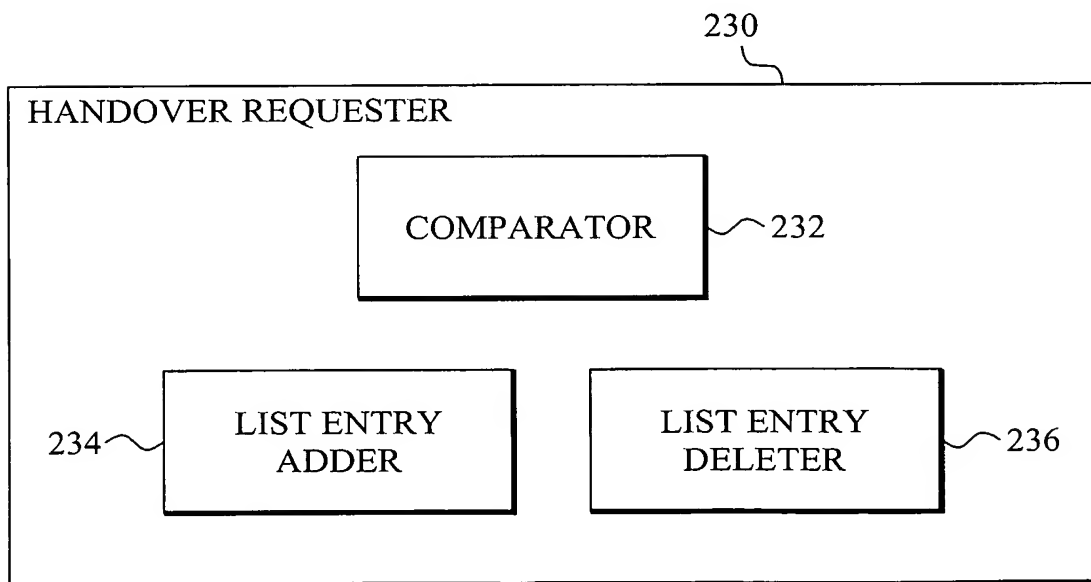 230
HANDOVER REQUESTER
COMPARATOR
232
234
LIST ENTRY
ADDER
LIST ENTRY
DELETER
236